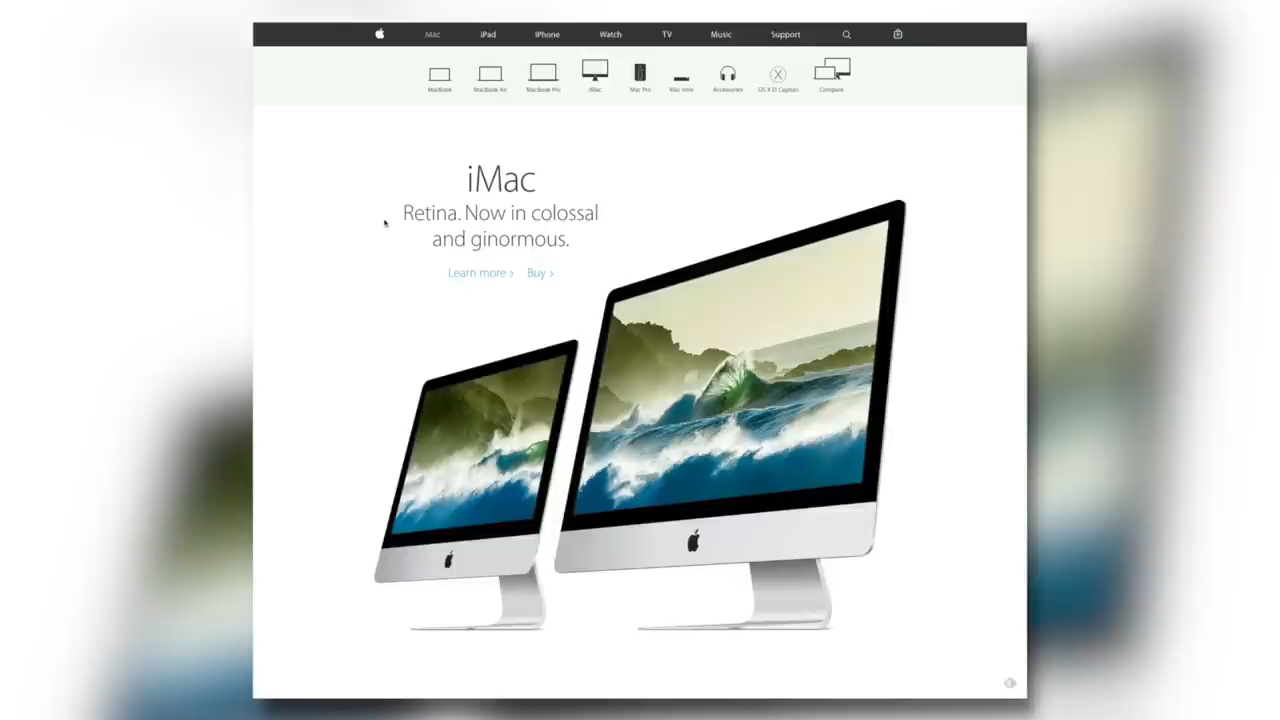 Mac iPad iPhone Watch TV Music Support
MacBook MacBook Air MacBook Pro iMac Mac Pro Mac mini Accessories OS X El Capitan Compare
iMac
Retina. Now in colossal
and ginormous.
Learn more > Buy >